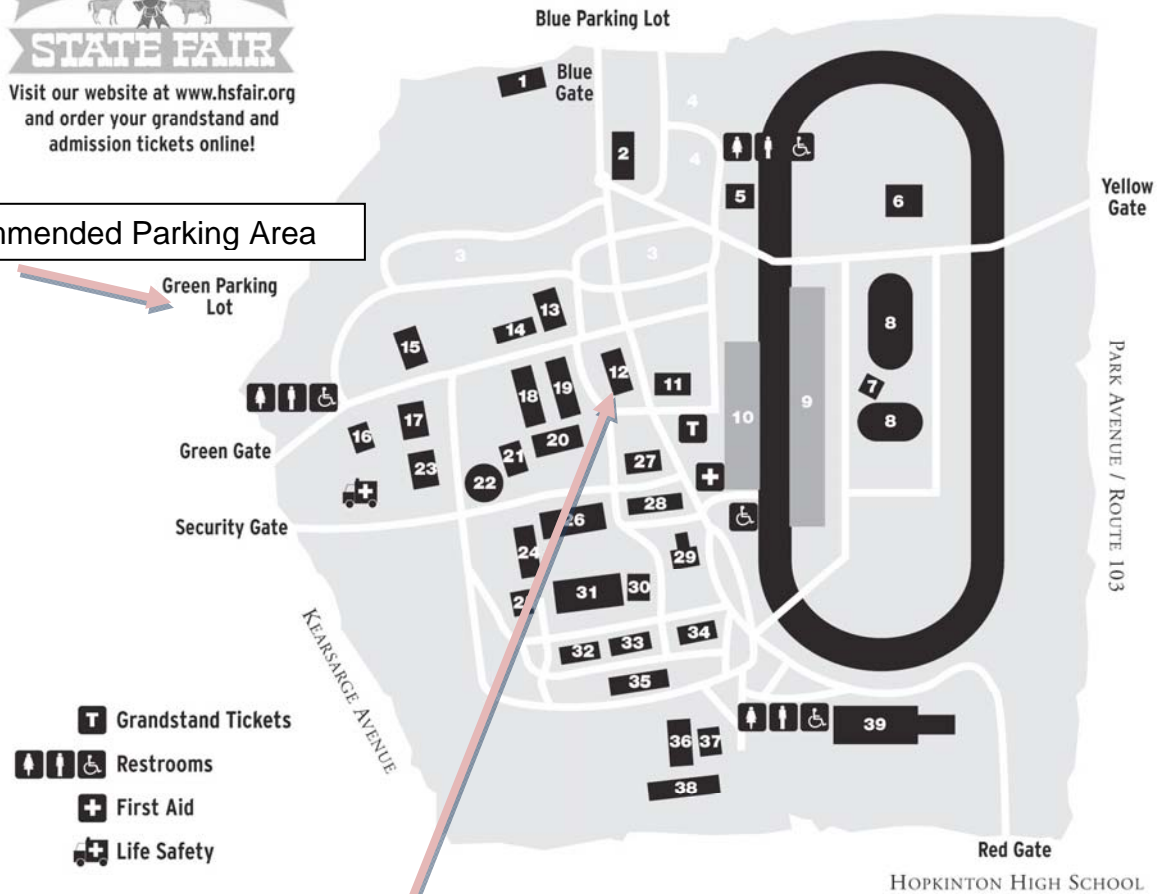 STATE FAIR
Visit our website at www.hsfair.org
and order your grandstand and
admission tickets online!
Blue Parking Lot
Blue
Gate
1
2
4
4
5
6
Yellow
Gate
Parking Area
3
3
Green Parking
Lot
13
14
15
8
7
8
12
11
18
19
10
9
T
16
17
20
21
22
23
27
Green Gate
Security Gate
28
26
24
29
30
31
32
33
34
35
36
37
38
39
PARK AVENUE / ROUTE 103
KEARSARGE AVENUE
T Grandstand Tickets
Restrooms
First Aid
Life Safety
Red Gate
HOPKINTON HIGH SCHOOL